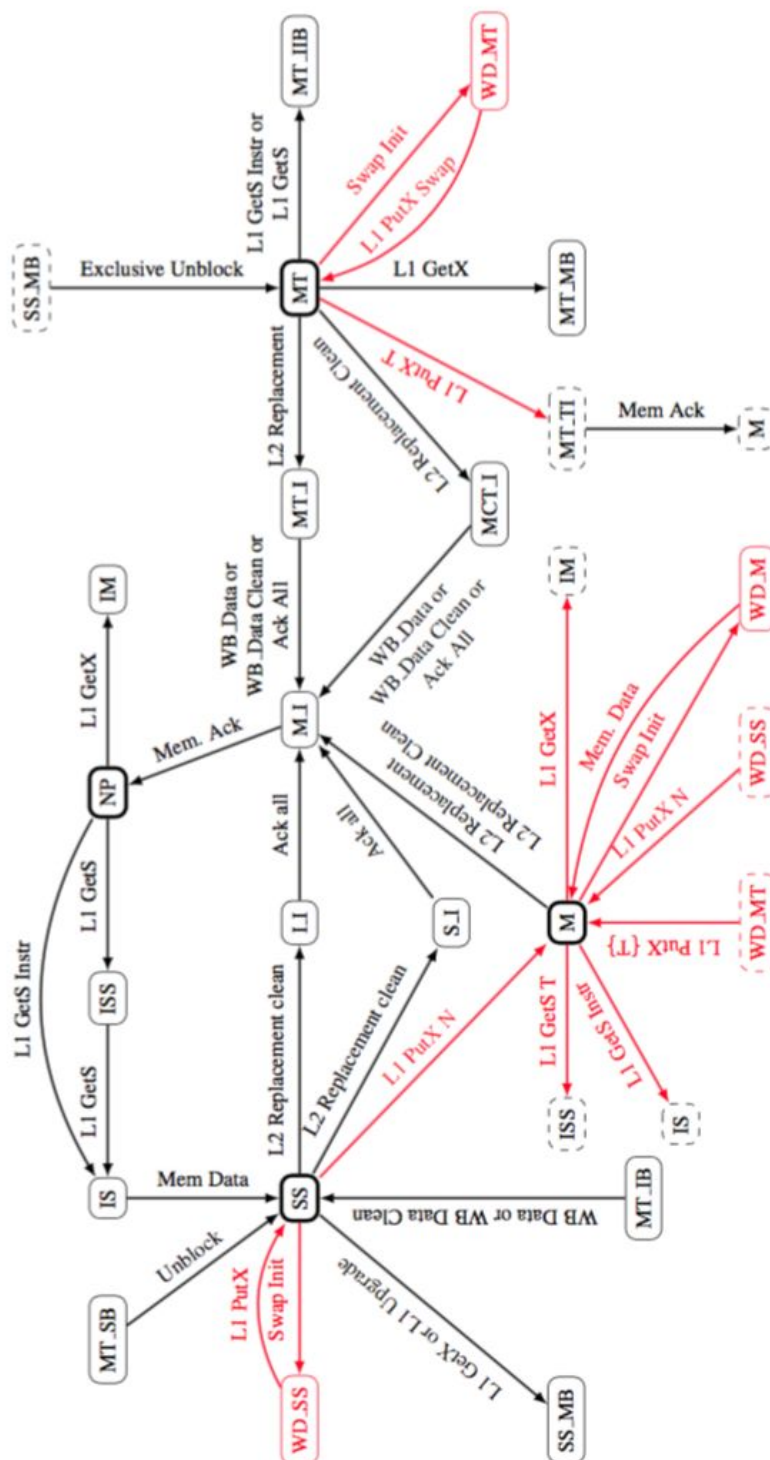 SS_MB
L1 GetS Instr
L1 GetS
L1 GetS
L1 GetX
MT_SB
IS
ISS
NP
IM
Exclusive Unblock
Unblock
Mem Data
Mem. Ack
WB_Data or
WB_Data Clean or
Ack All
L1 GetS Instr or
L1 GetS
L1 PutX
Swap Init
L2 Replacement clean
Ack all
L2 Replacement
WD_SS
SS
I_I
M_I
MT_I
MT
MT_IIB
L2 Replacement clean
Ack all
L2 Replacement Clean
Swap Init
L1 PutX Swap
L1 GetX or L1 Upgrade
WB Data or WB Data Clean
L1 PutX N
S_I
L2 Replacement
L2 Replacement Clean
WB_Data or
WB_Data Clean or
Ack All
MCT_I
L1 PutX T
L1 GetX
WD_MT
SS_MB
MT_IB
L1 GetS T
ISS
M
L1 GetX
IM
MT_TI
MT_MB
L1 GetS Instr
IS
L1 PutX {T}
L1 PutX N
Swap Init
Mem. Data
Mem Ack
WD_MT
WD_SS
WD_M
M